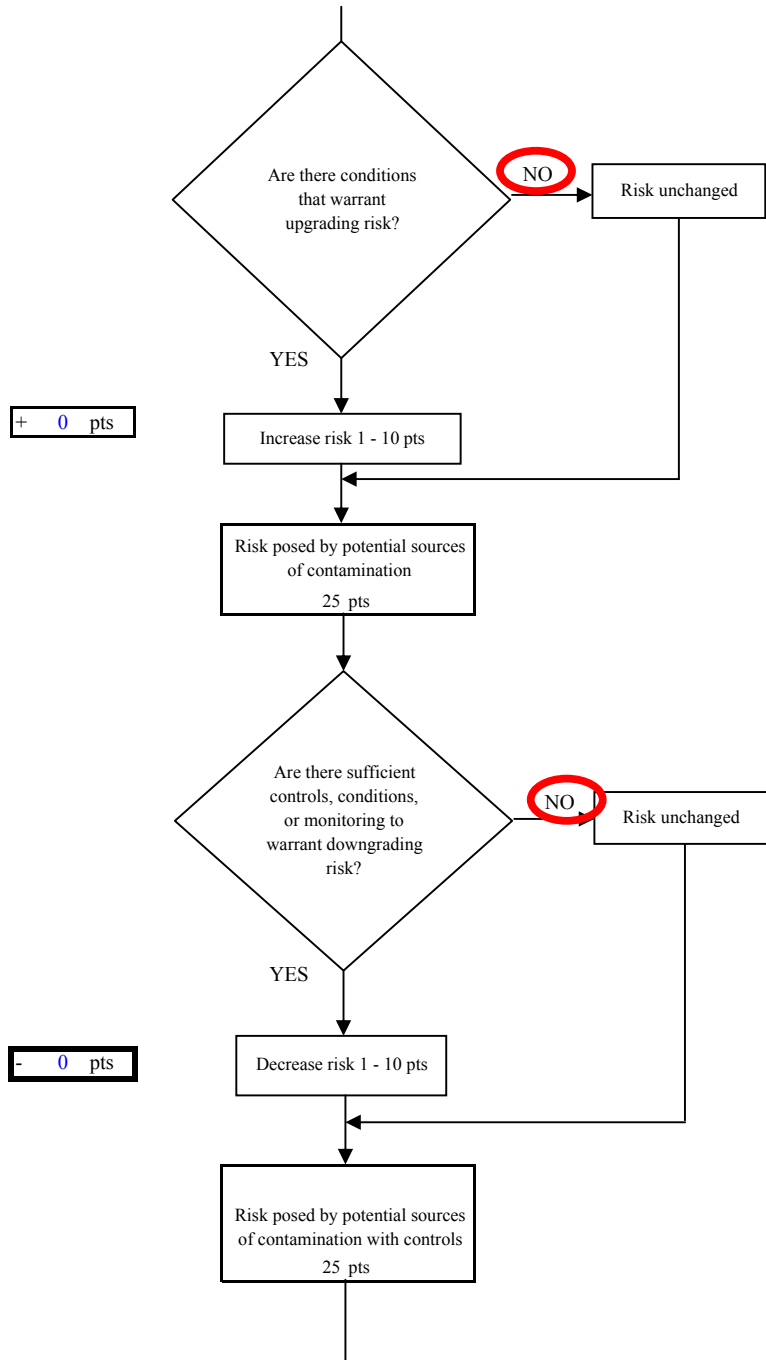 Are there conditions
that warrant
upgrading risk?
NO
Risk unchanged
YES
+ 0 pts
Increase risk 1 - 10 pts
Risk posed by potential sources
of contamination
25 pts
Are there sufficient
controls, conditions,
or monitoring to
warrant downgrading
risk?
NO
Risk unchanged
YES
- 0 pts
Decrease risk 1 - 10 pts
Risk posed by potential sources
of contamination with controls
25 pts